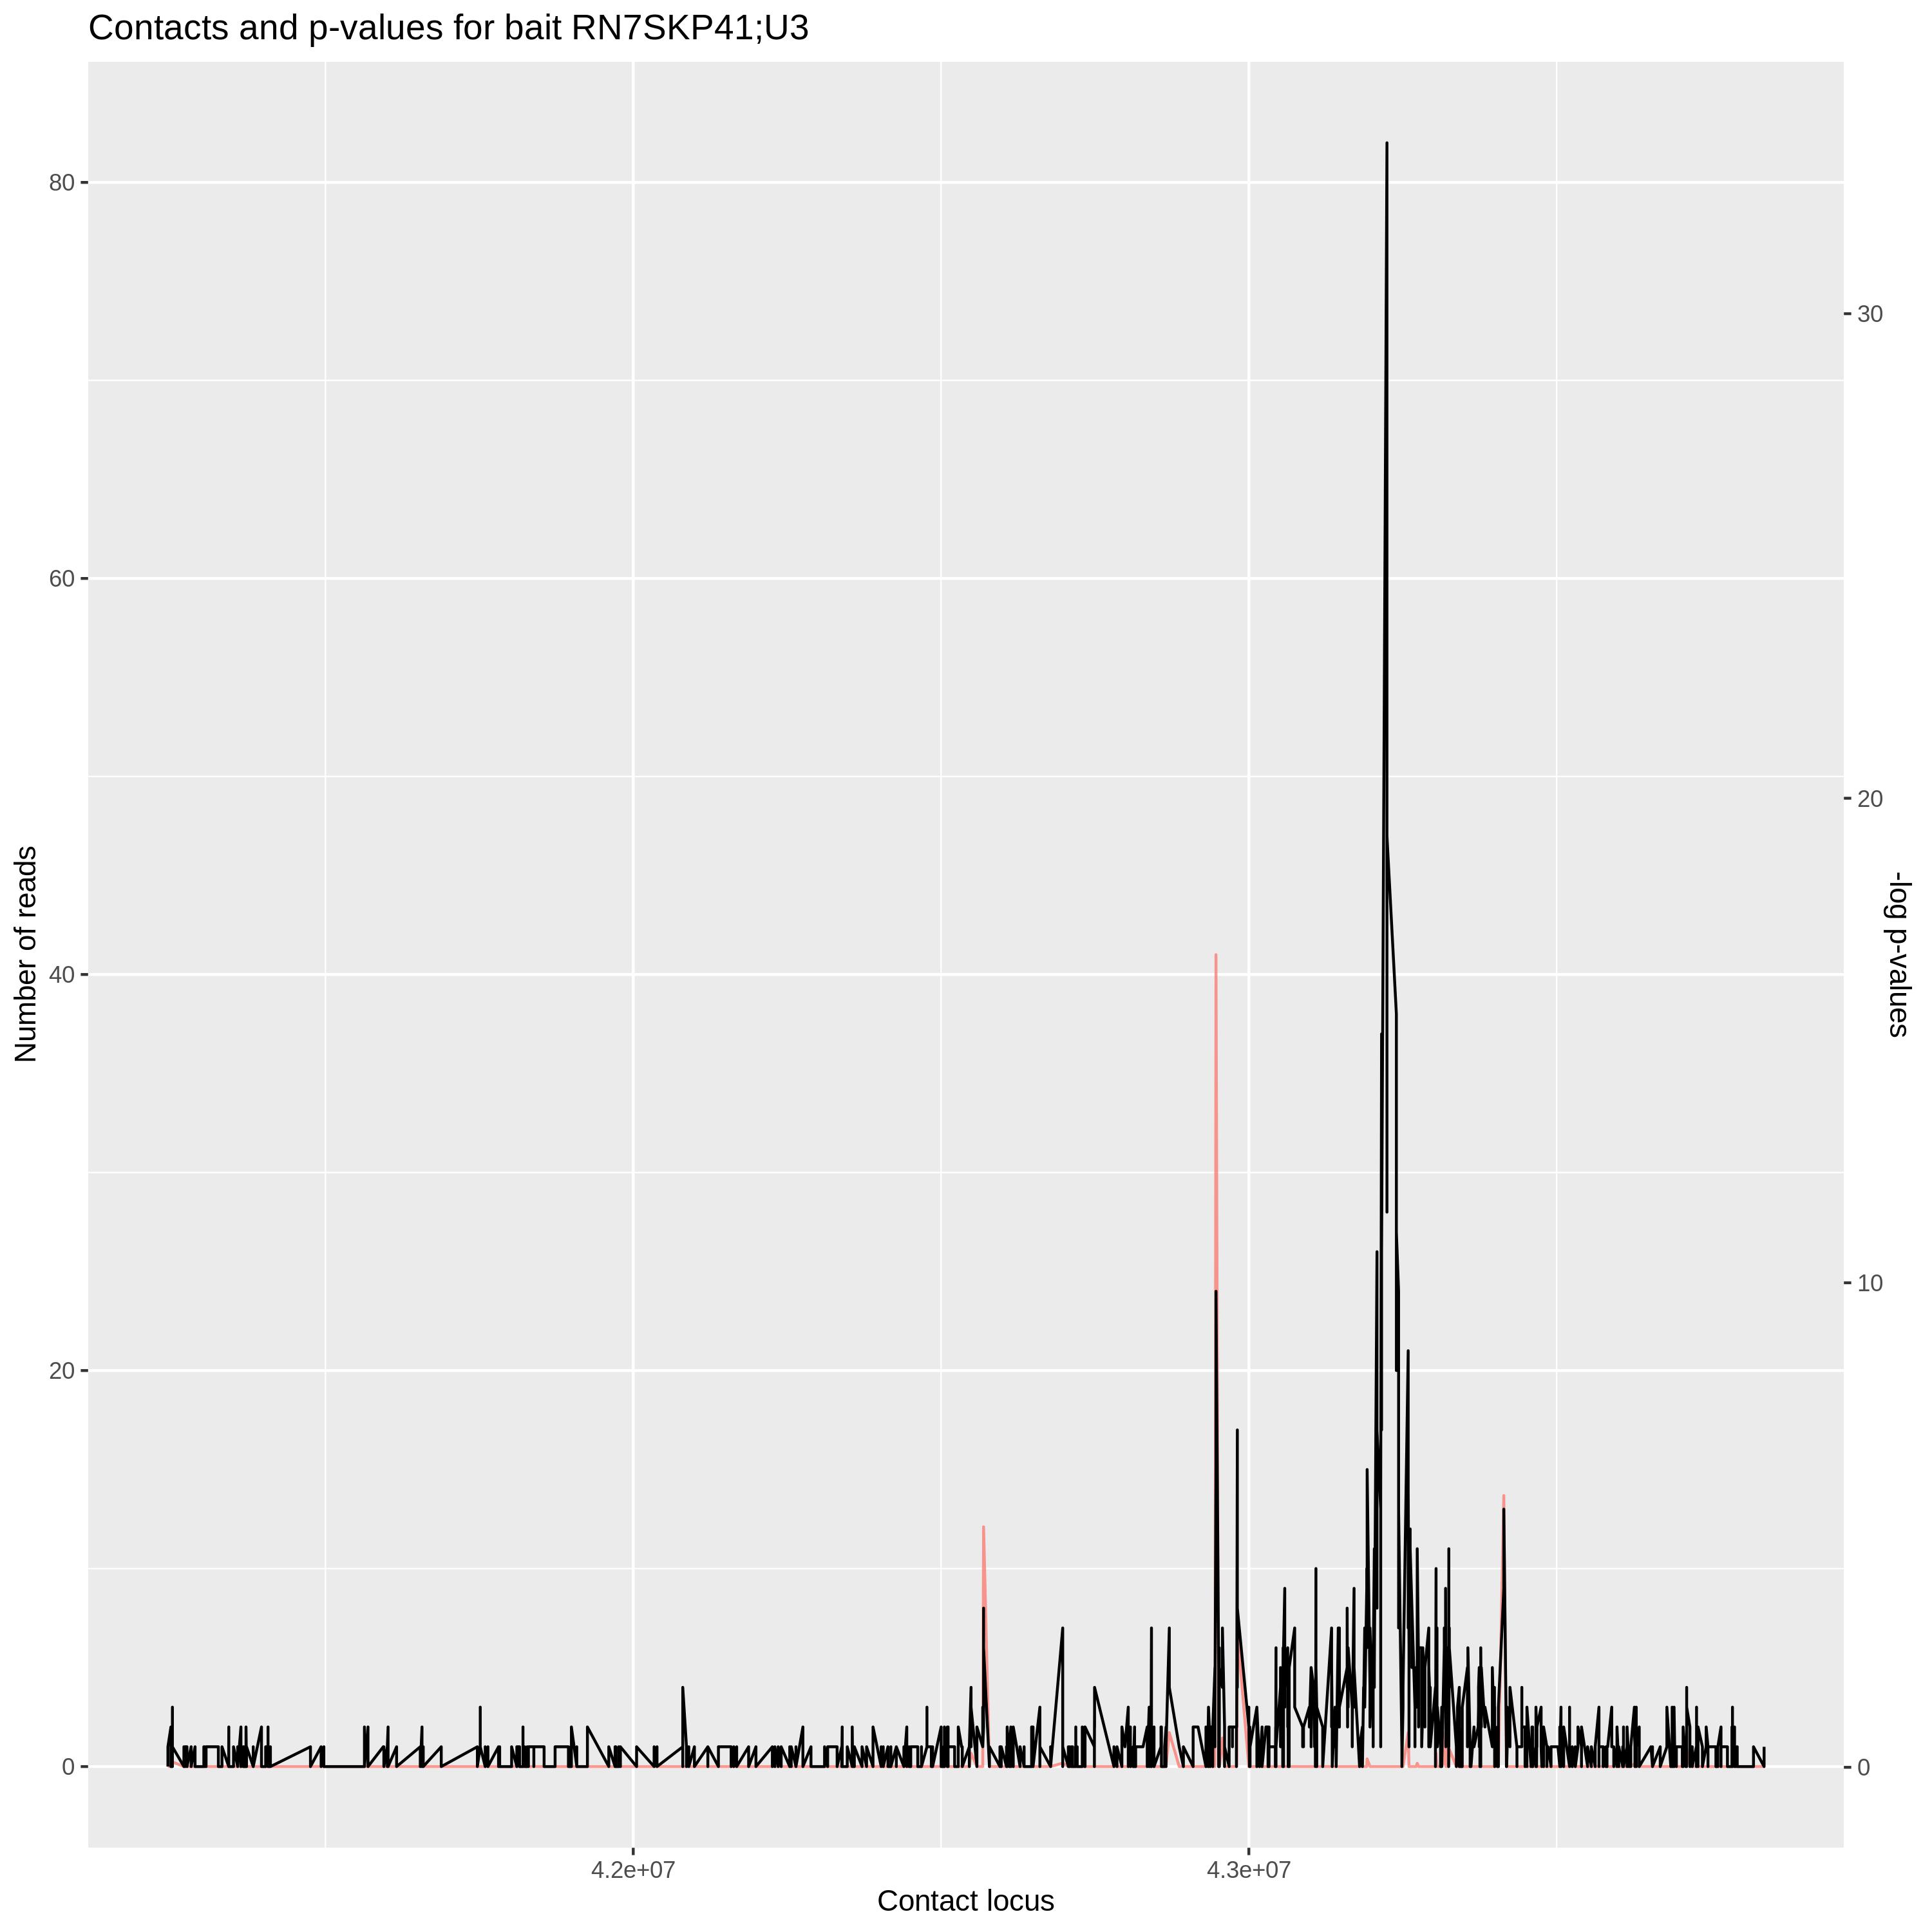 Contacts and p-values for bait RN7SKP41;U3
80
60
40
20
0
30
20
10
0
Number of reads
-log p-values
4.2e+07
4.3e+07
Contact locus